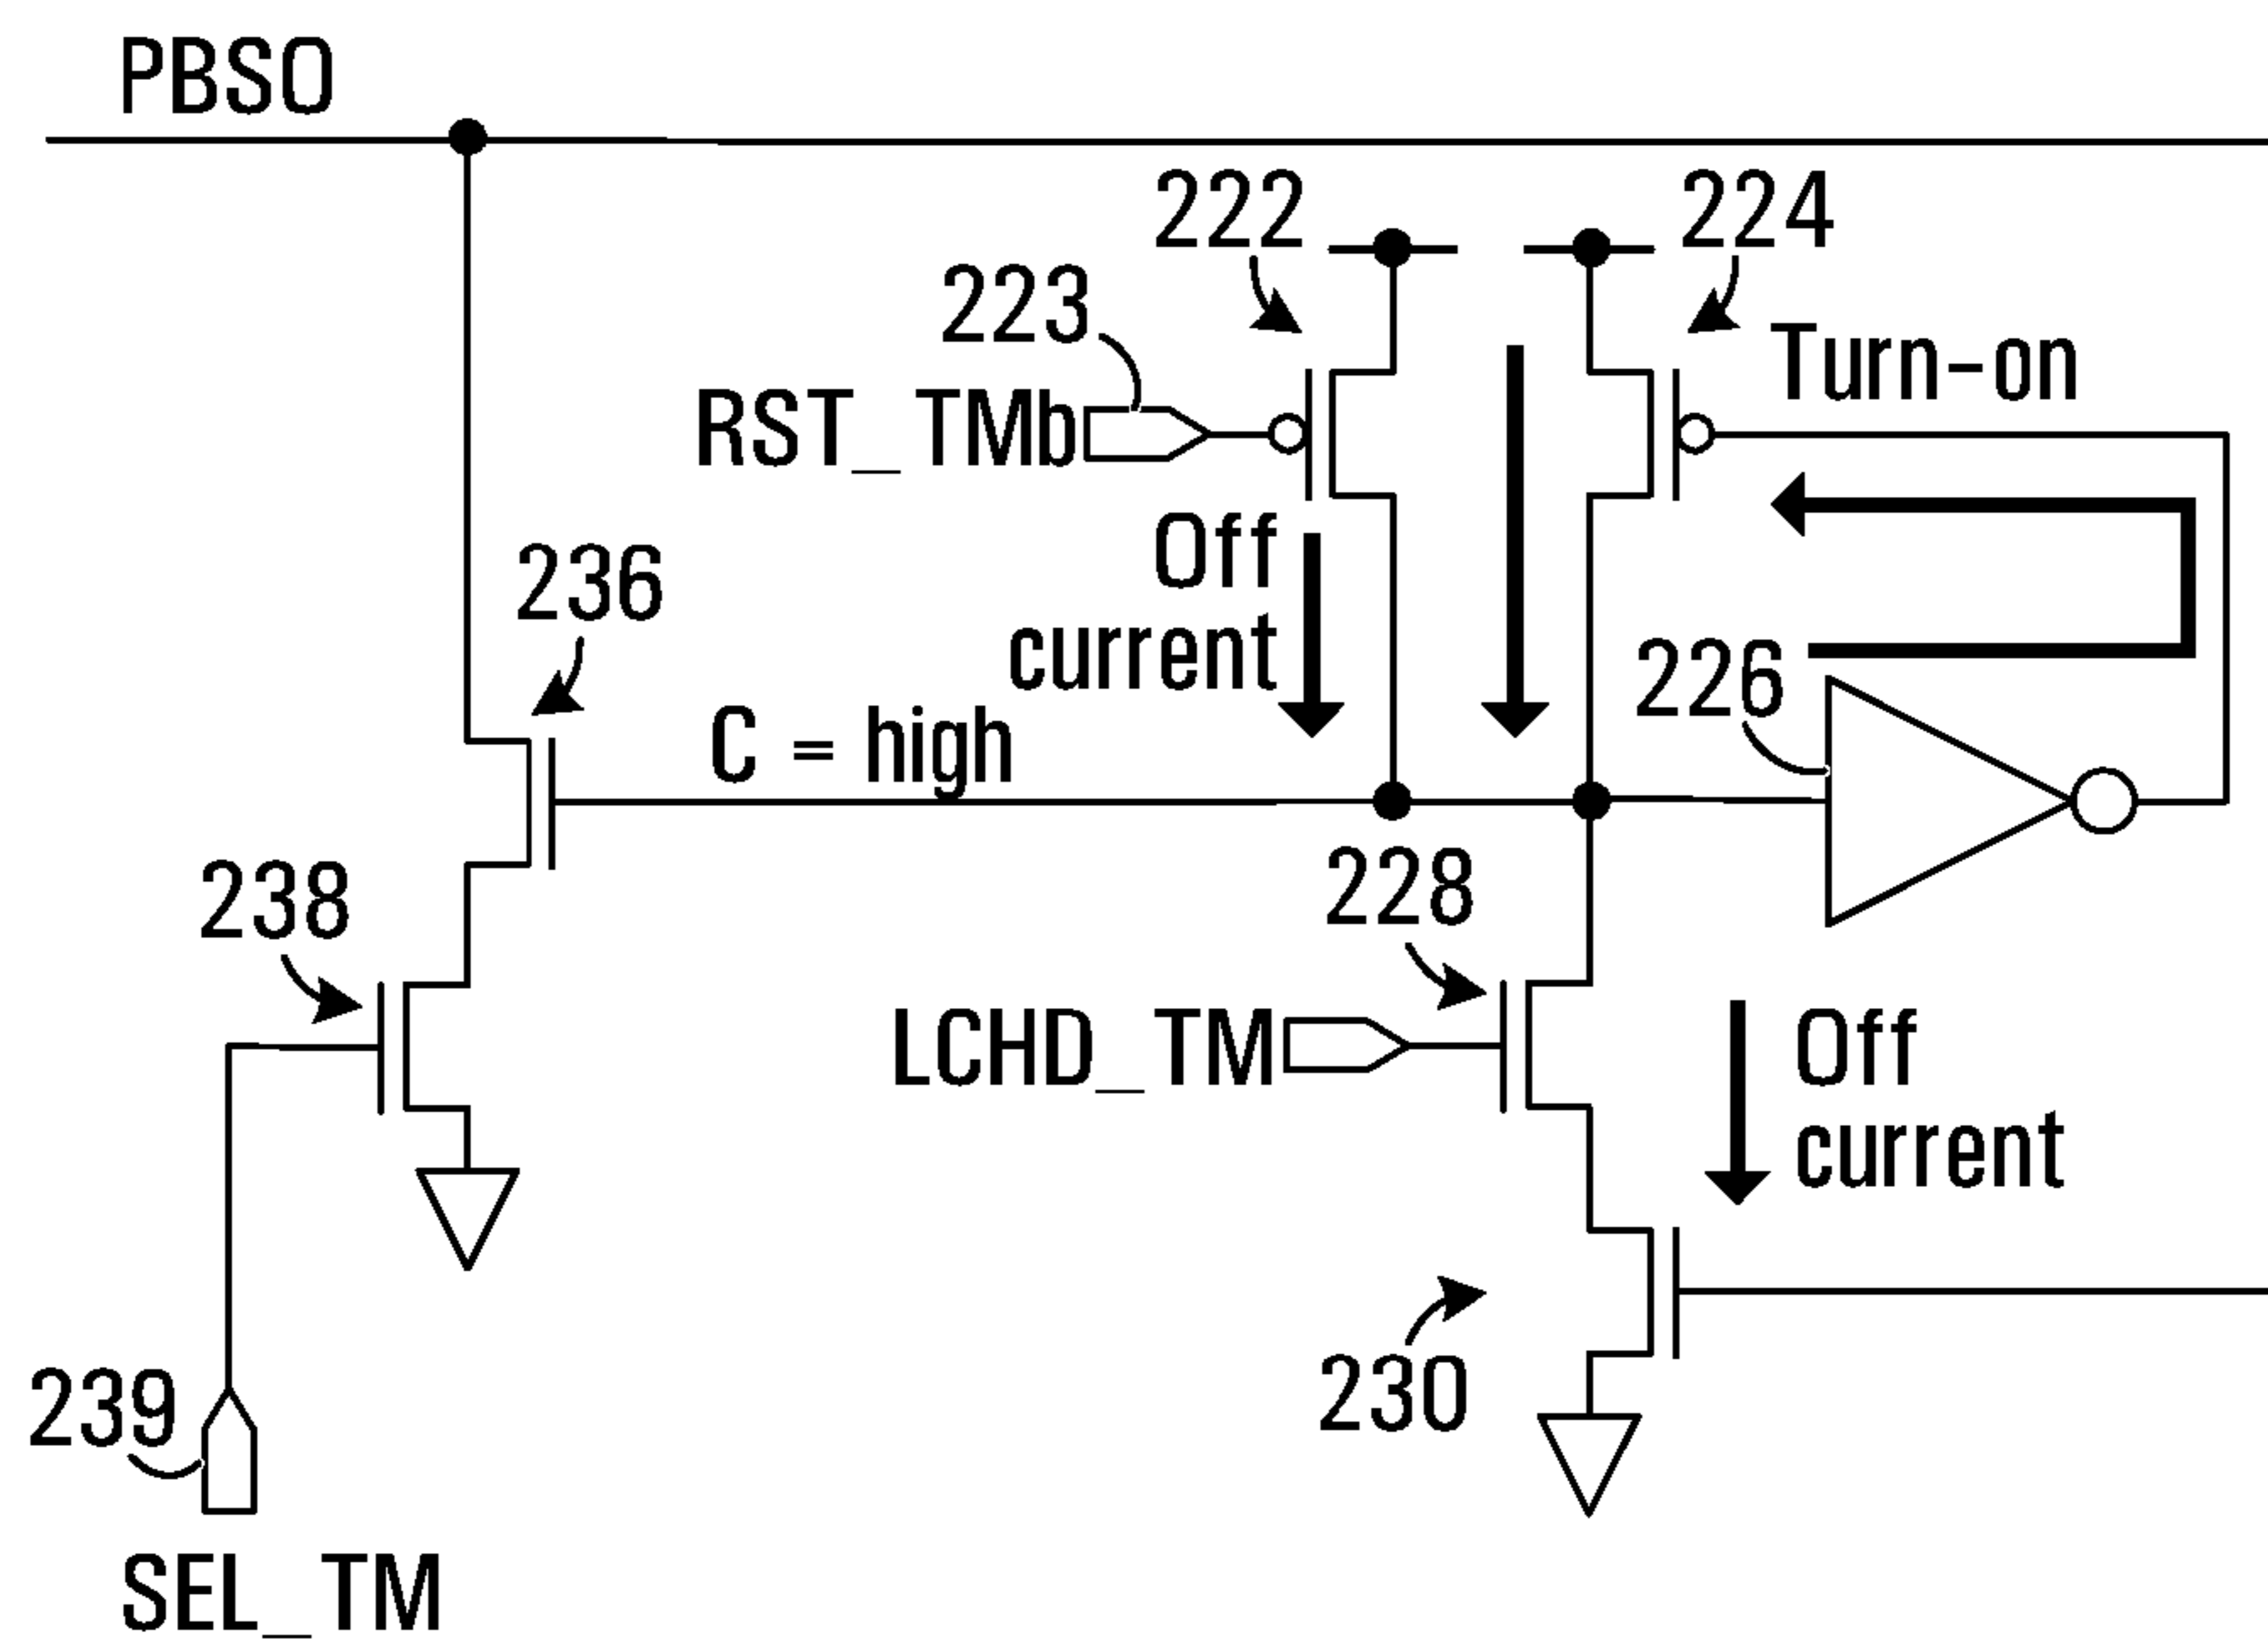 PBSO
222
224
223
Turn-on
RST_TMb
Off
current
236
226
C = high
238
228
LCHD_TM
Off
current
239
230
SEL_TM